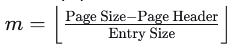 m = ⌊(Page Size−Page Header)/Entry Size⌋